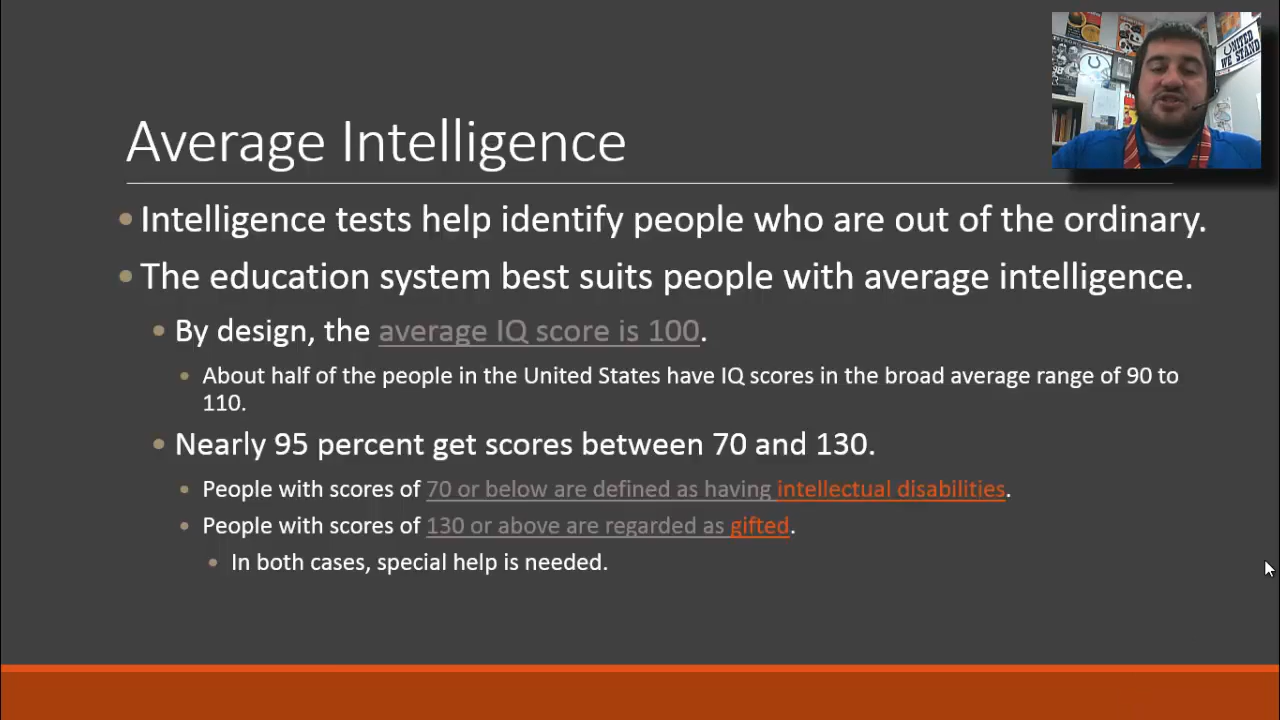 UNITED
WE STAND
Average Intelligence
Intelligence tests help identify people who are out of the ordinary.
The education system best suits people with average intelligence.
By design, the average IQ score is 100.
About half of the people in the United States have IQ scores in the broad average range of 90 to
110.
Nearly 95 percent get scores between 70 and 130.
People with scores of 70 or below are defined as having intellectual disabilities.
People with scores of 130 or above are regarded as gifted.
In both cases, special help is needed.